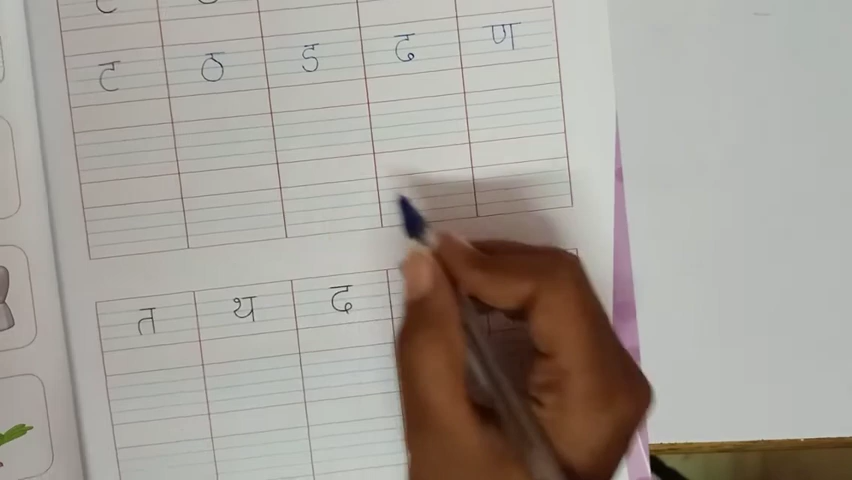 ट ठ ड ढ ण
त थ द